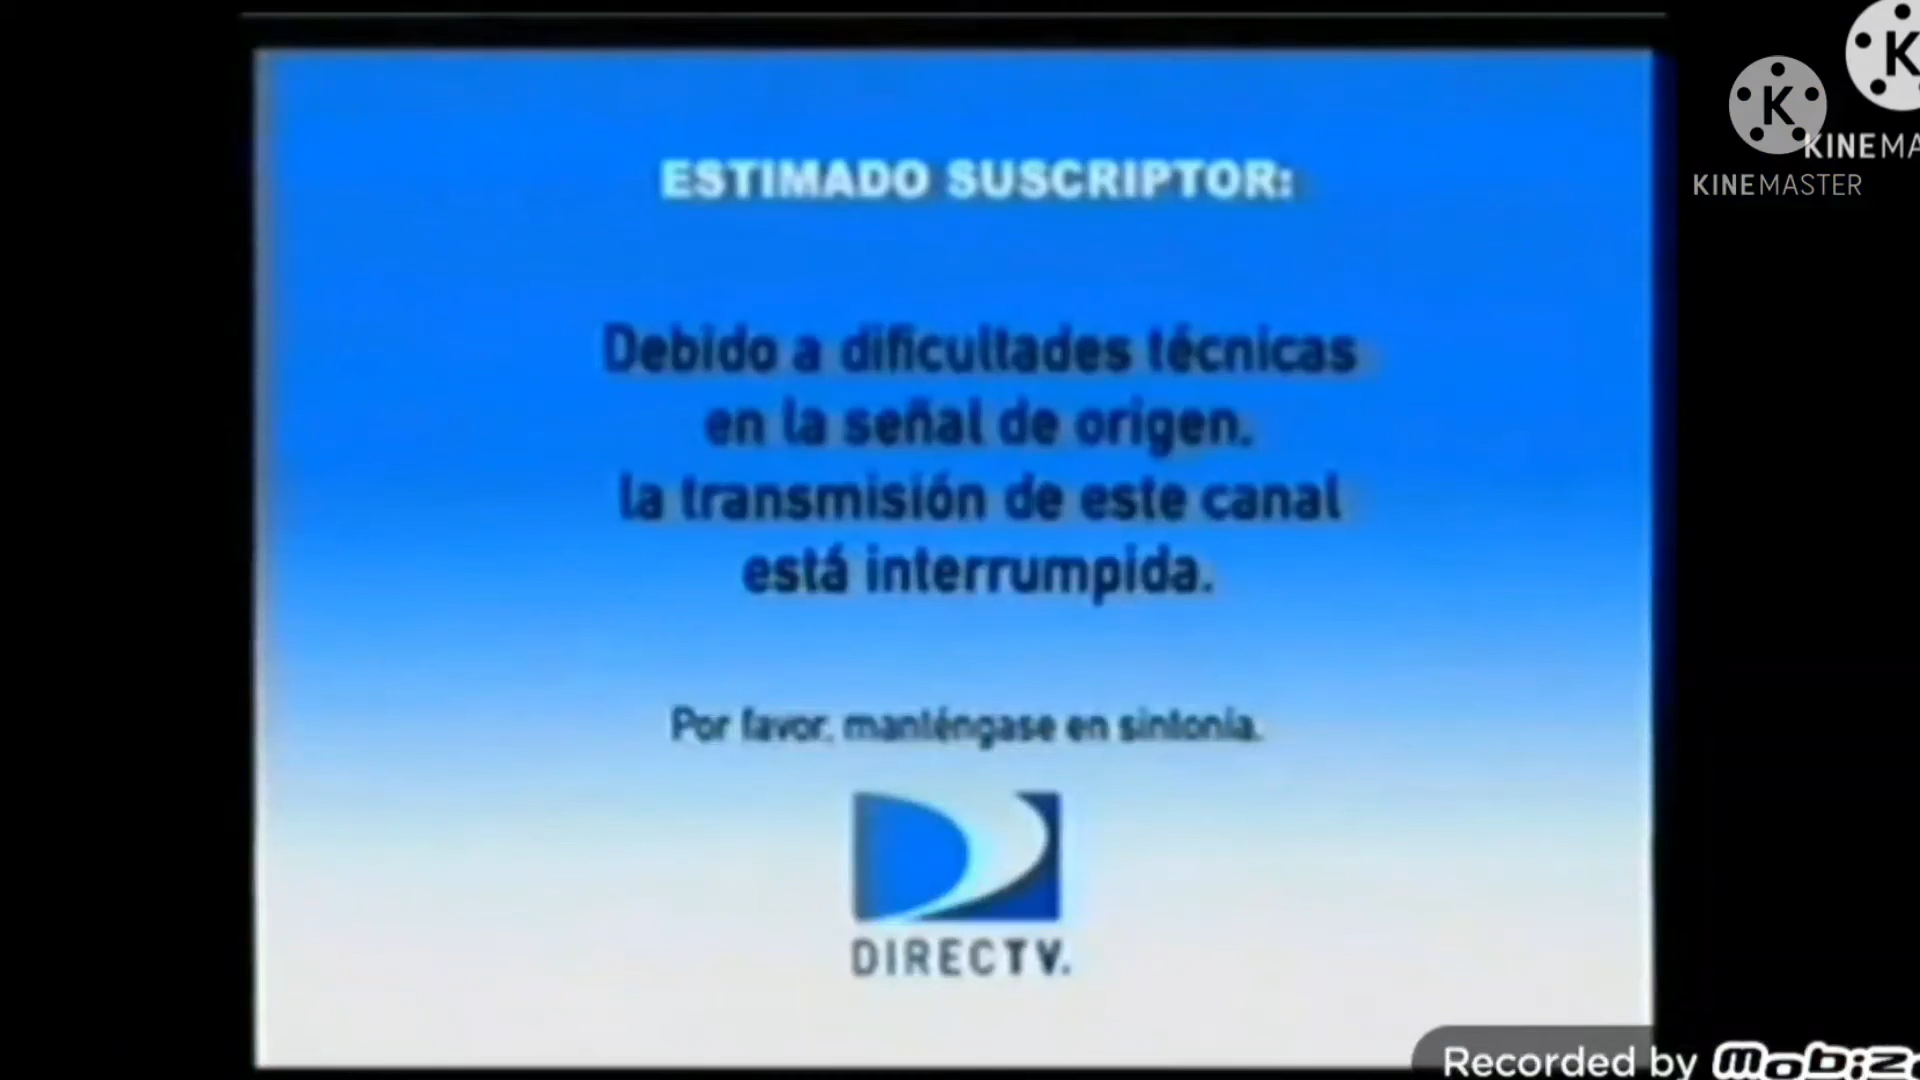 ESTIMADO SUSCRIPTOR:
Debido a dificultades técnicas
en la señal de origen.
la transmisión de este canal
está interrumpida.
Por favor, manténgase en sintonía.
DIRECTV.
K
KINEMASTER
K
KINEMA
Recorded by mobiz